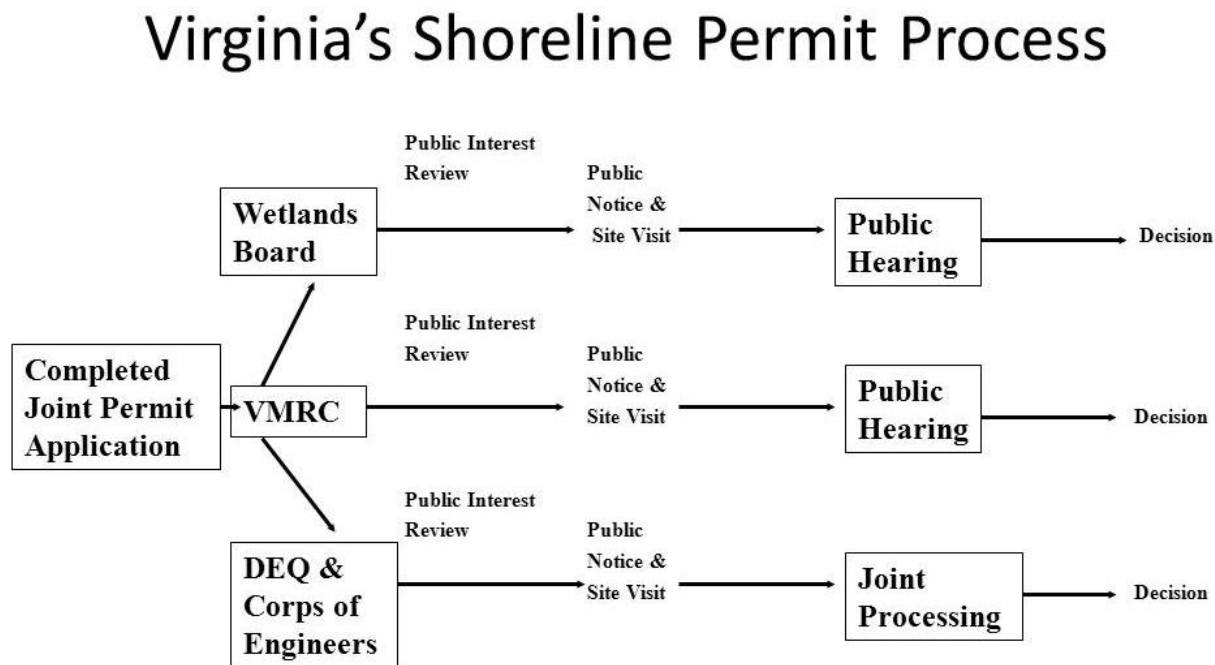 Virginia's Shoreline Permit Process
Public Interest
Review
Public
Notice &
Site Visit
Wetlands
Board
Public
Hearing
Decision
Completed
Joint Permit
Application
VMRC
Public Interest
Review
Public
Notice &
Site Visit
Public
Hearing
Decision
DEQ &
Corps of
Engineers
Public Interest
Review
Public
Notice &
Site Visit
Joint
Processing
Decision